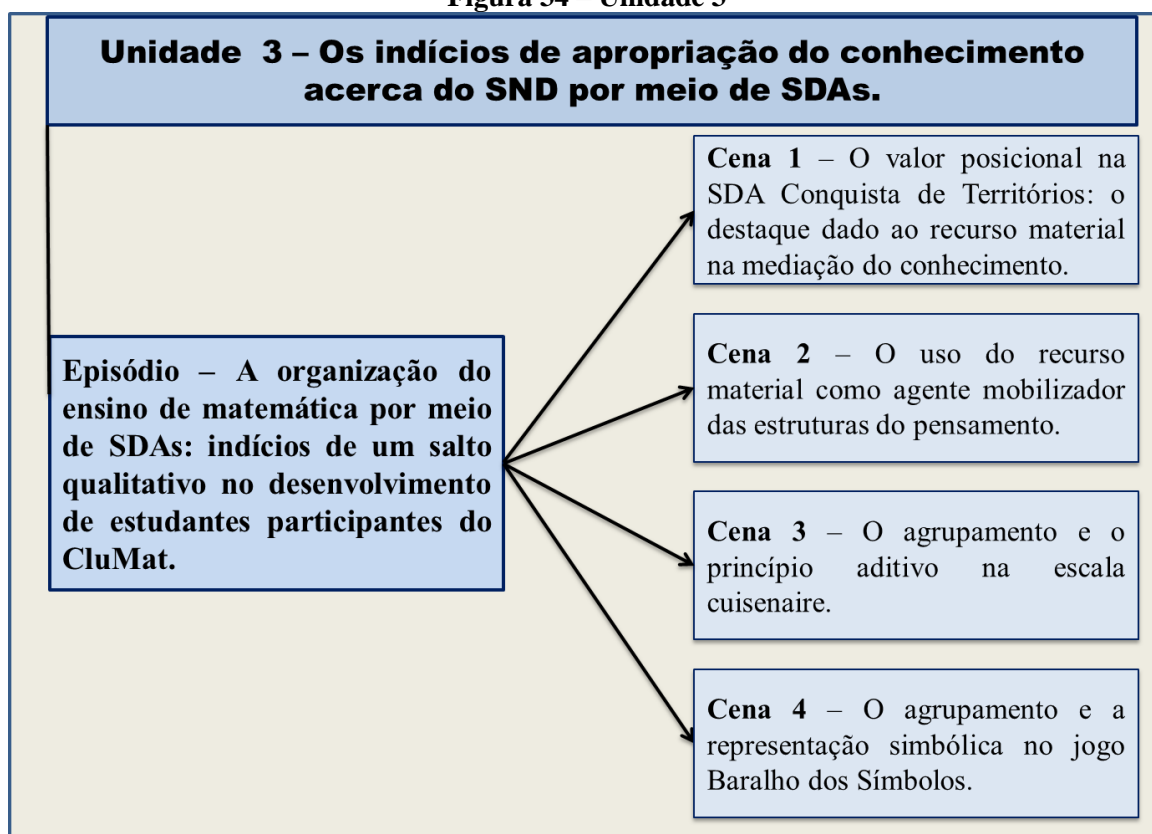 Figura 34 – Unidade 3
Unidade 3 – Os indícios de apropriação do conhecimento
acerca do SND por meio de SDAs.
Episódio – A organização do
ensino de matemática por meio
de SDAs: indícios de um salto
qualitativo no desenvolvimento
de estudantes participantes do
CluMat.
Cena 1 – O valor posicional na
SDA Conquista de Territórios: o
destaque dado ao recurso material
na mediação do conhecimento.
Cena 2 – O uso do recurso
material como agente mobilizador
das estruturas do pensamento.
Cena 3 – O agrupamento e o
princípio aditivo na escala
cuisenaire.
Cena 4 – O agrupamento e a
representação simbólica no jogo
Baralho dos Símbolos.